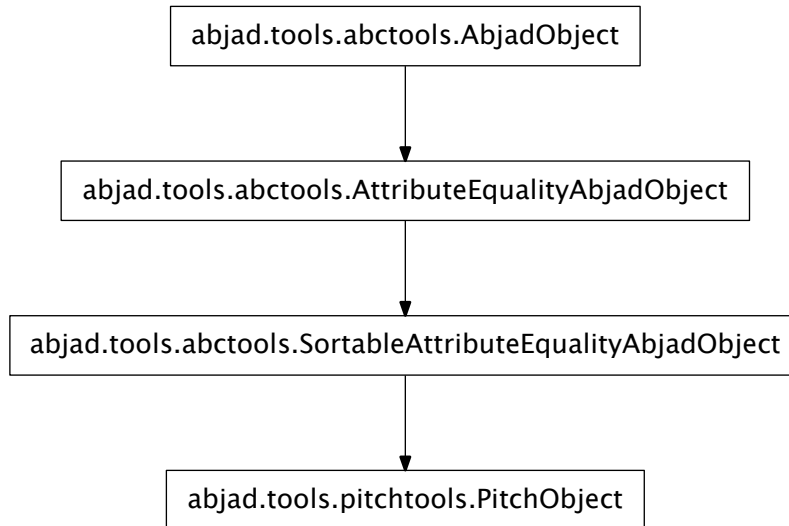 abjad.tools.abctools.AbjadObject
abjad.tools.abctools.AttributeEqualityAbjadObject
abjad.tools.abctools.SortableAttributeEqualityAbjadObject
abjad.tools.pitchtools.PitchObject